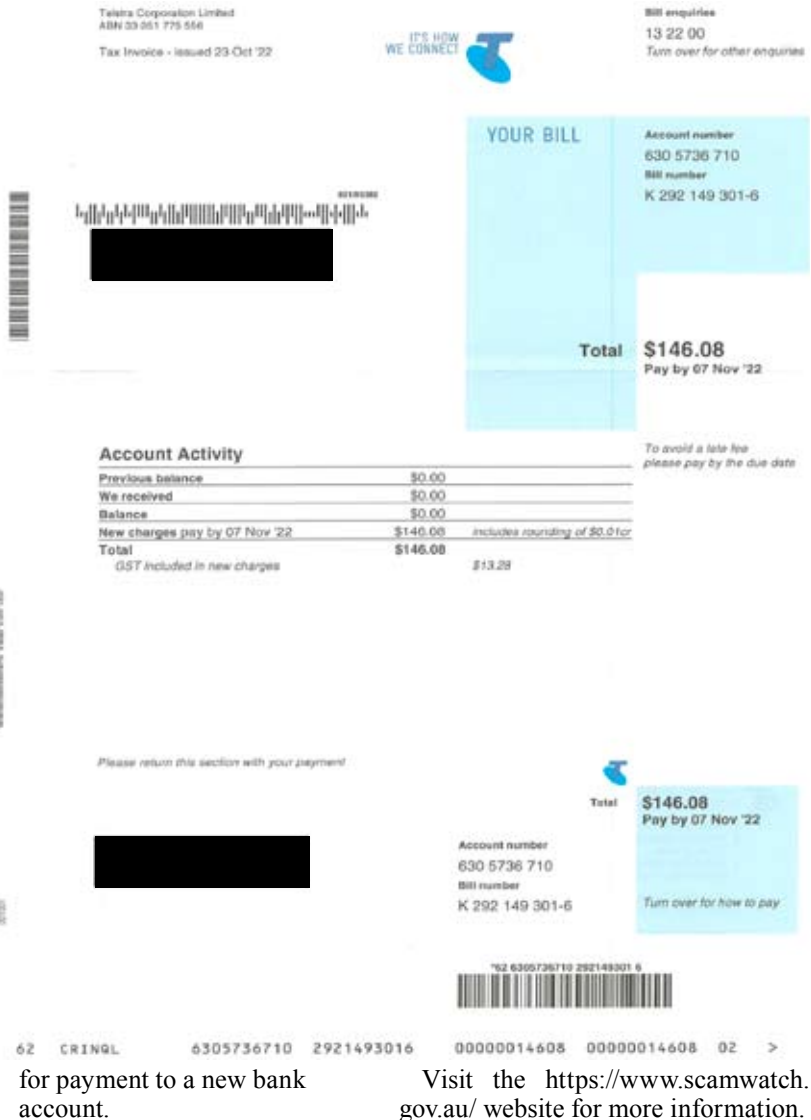 Telstra Corporation Limited
ABN 33 051 775 556
Tax Invoice - issued 23 Oct '22
IT'S HOW
WE CONNECT
Bill enquiries
13 22 00
Turn over for other enquiries
YOUR BILL
Account number
630 5736 710
Bill number
K 292 149 301-6
Total $146.08
Pay by 07 Nov '22
To avoid a late fee
please pay by the due date
Account Activity
Previous balance $0.00
We received $0.00
Balance $0.00
New charges pay by 07 Nov '22 $146.08 includes rounding of $0.01cr
Total $146.08
GST included in new charges $13.28
Please return this section with your payment
Total $146.08
Pay by 07 Nov '22
Account number
630 5736 710
Bill number
K 292 149 301-6
Turn over for how to pay
*62 6305736710 292149301 6
62 CRINQL 6305736710 2921493016 00000014608 00000014608 02 >
for payment to a new bank
account.
Visit the https://www.scamwatch.
gov.au/ website for more information.